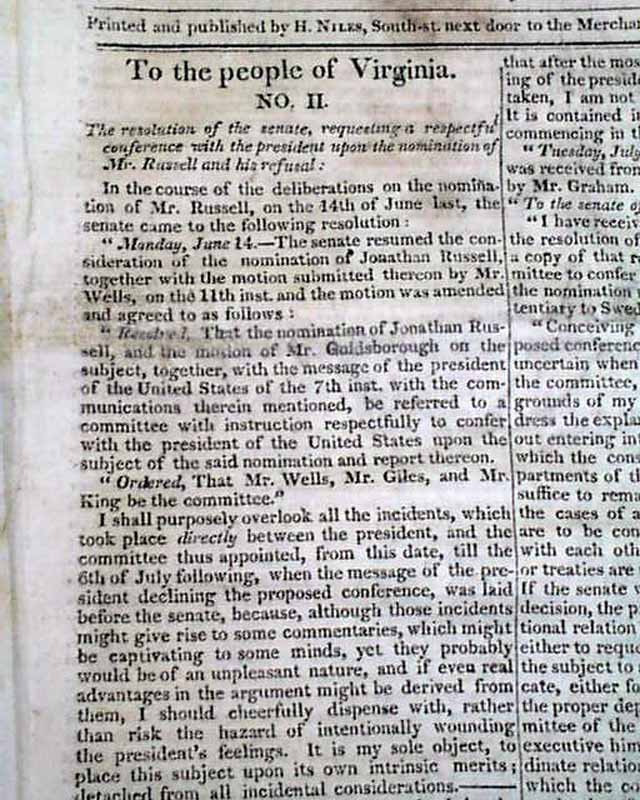 Printed and published by H. NILES, South-st. next door to the Mercha
To the people of Virginia.
NO. II.
The resolution of the senate, requesting a respectful
conference with the president upon the nomination of
Mr. Russell and his refusal:
In the course of the deliberations on the nomina-
tion of Mr. Russell, on the 14th of June last, the
senate came to the following resolution:
"Monday, June 14.—The senate resumed the con-
sideration of the nomination of Jonathan Russell,
together with the motion submitted thereon by Mr.
Wells, on the 11th inst. and the motion was amended
and agreed to as follows:
"Resolved, That the nomination of Jonathan Rus-
sell, and the motion of Mr. Goldsborough on the
subject, together, with the message of the president
of the United States of the 7th inst. with the com-
munications therein mentioned, be referred to a
committee with instruction respectfully to confer
with the president of the United States upon the
subject of the said nomination and report thereon.
"Ordered, That Mr. Wells, Mr. Giles, and Mr.
King be the committee."
I shall purposely overlook all the incidents, which
took place directly between the president, and the
committee thus appointed, from this date, till the
6th of July following, when the message of the pre-
sident declining the proposed conference, was laid
before the senate, because, although those incidents
might give rise to some commentaries, which might
be captivating to some minds, yet they probably
would be of an unpleasant nature, and if even real
advantages in the argument might be derived from
them, I should cheerfully dispense with, rather
than risk the hazard of intentionally wounding
the president's feelings. It is my sole object, to
place this subject upon its own intrinsic merits;
detached from all incidental considerations.——
that after the mos
ing of the presid
taken, I am not
It is contained i
commencing in t
"Tuesday, July
was received from
by Mr. Graham.
"To the senate o
"I have receiv
the resolution of
a copy of that r
mittee to confer
the nomination
tentiary to Swed
"Conceiving
posed conferenc
uncertain when
the committee,
grounds of my
dress the expla
out entering in
which the cons
partments of t
suffice to rema
the cases of a
are to be con
with each oth
or treaties are
If the senate
decision, the p
tional relation
either to reque
the subject to
cate, either fo
the proper dep
mittee of the
executive him
dinate relatio
which the co